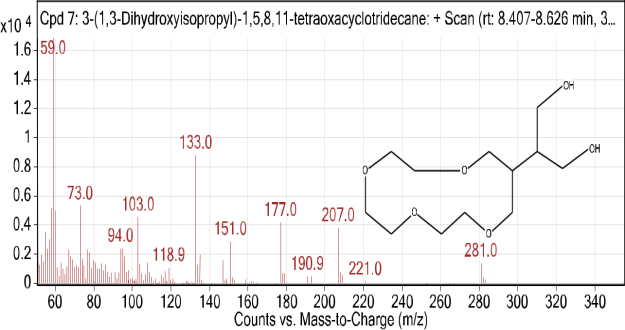 Cpd 7: 3-(1,3-Dihydroxyisopropyl)-1,5,8,11-tetraoxacyclotridecane: + Scan (rt: 8.407-8.626 min, 3...
x10 4
1.6
1.4
1.2
1
0.8
0.6
0.4
0.2
0
59.0
73.0
94.0
103.0
118.9
133.0
151.0
177.0
190.9
207.0
221.0
281.0
OH
OH
O
O
O
O
60 80 100 120 140 160 180 200 220 240 260 280 300 320 340
Counts vs. Mass-to-Charge (m/z)